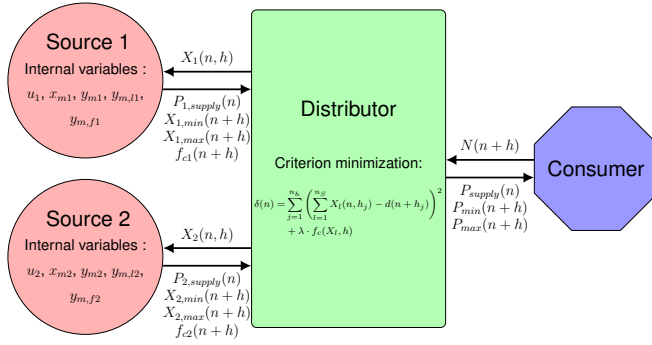 Source 1
Internal variables :
u_1, x_{m1}, y_{m1}, y_{m,l1},
y_{m,f1}
X_1(n, h)
P_{1,supply}(n)
X_{1,min}(n + h)
X_{1,max}(n + h)
f_{c1}(n + h)
Source 2
Internal variables :
u_2, x_{m2}, y_{m2}, y_{m,l2},
y_{m,f2}
X_2(n, h)
P_{2,supply}(n)
X_{2,min}(n + h)
X_{2,max}(n + h)
f_{c2}(n + h)
Distributor
Criterion minimization:
δ(n) = \sum_{j=1}^{n_h} ( \sum_{l=1}^{n_S} X_l(n, h_j) − d(n + h_j) )^2
+ λ · f_c(X_l, h)
N(n + h)
P_{supply}(n)
P_{min}(n + h)
P_{max}(n + h)
Consumer